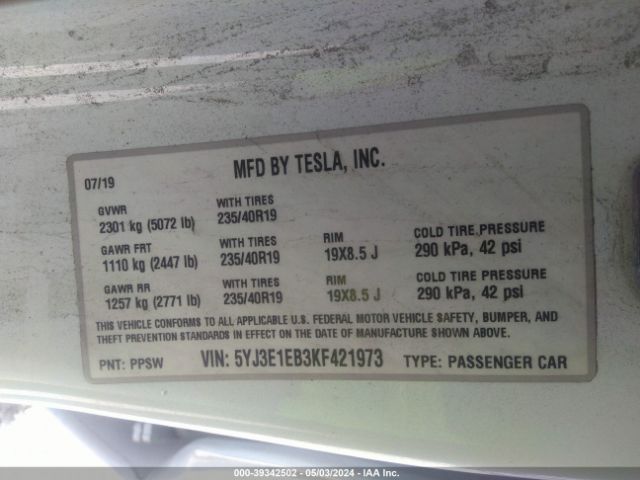 MFD BY TESLA, INC.
07/19
GVWR WITH TIRES
2301 kg (5072 lb) 235/40R19
GAWR FRT WITH TIRES RIM COLD TIRE PRESSURE
1110 kg (2447 lb) 235/40R19 19X8.5 J 290 kPa, 42 psi
GAWR RR WITH TIRES RIM COLD TIRE PRESSURE
1257 kg (2771 lb) 235/40R19 19X8.5 J 290 kPa, 42 psi
THIS VEHICLE CONFORMS TO ALL APPLICABLE U.S. FEDERAL MOTOR VEHICLE SAFETY, BUMPER, AND
THEFT PREVENTION STANDARDS IN EFFECT ON THE DATE OF MANUFACTURE SHOWN ABOVE.
PNT: PPSW VIN: 5YJ3E1EB3KF421973 TYPE: PASSENGER CAR
000-39342502 - 05/03/2024 - IAA Inc.